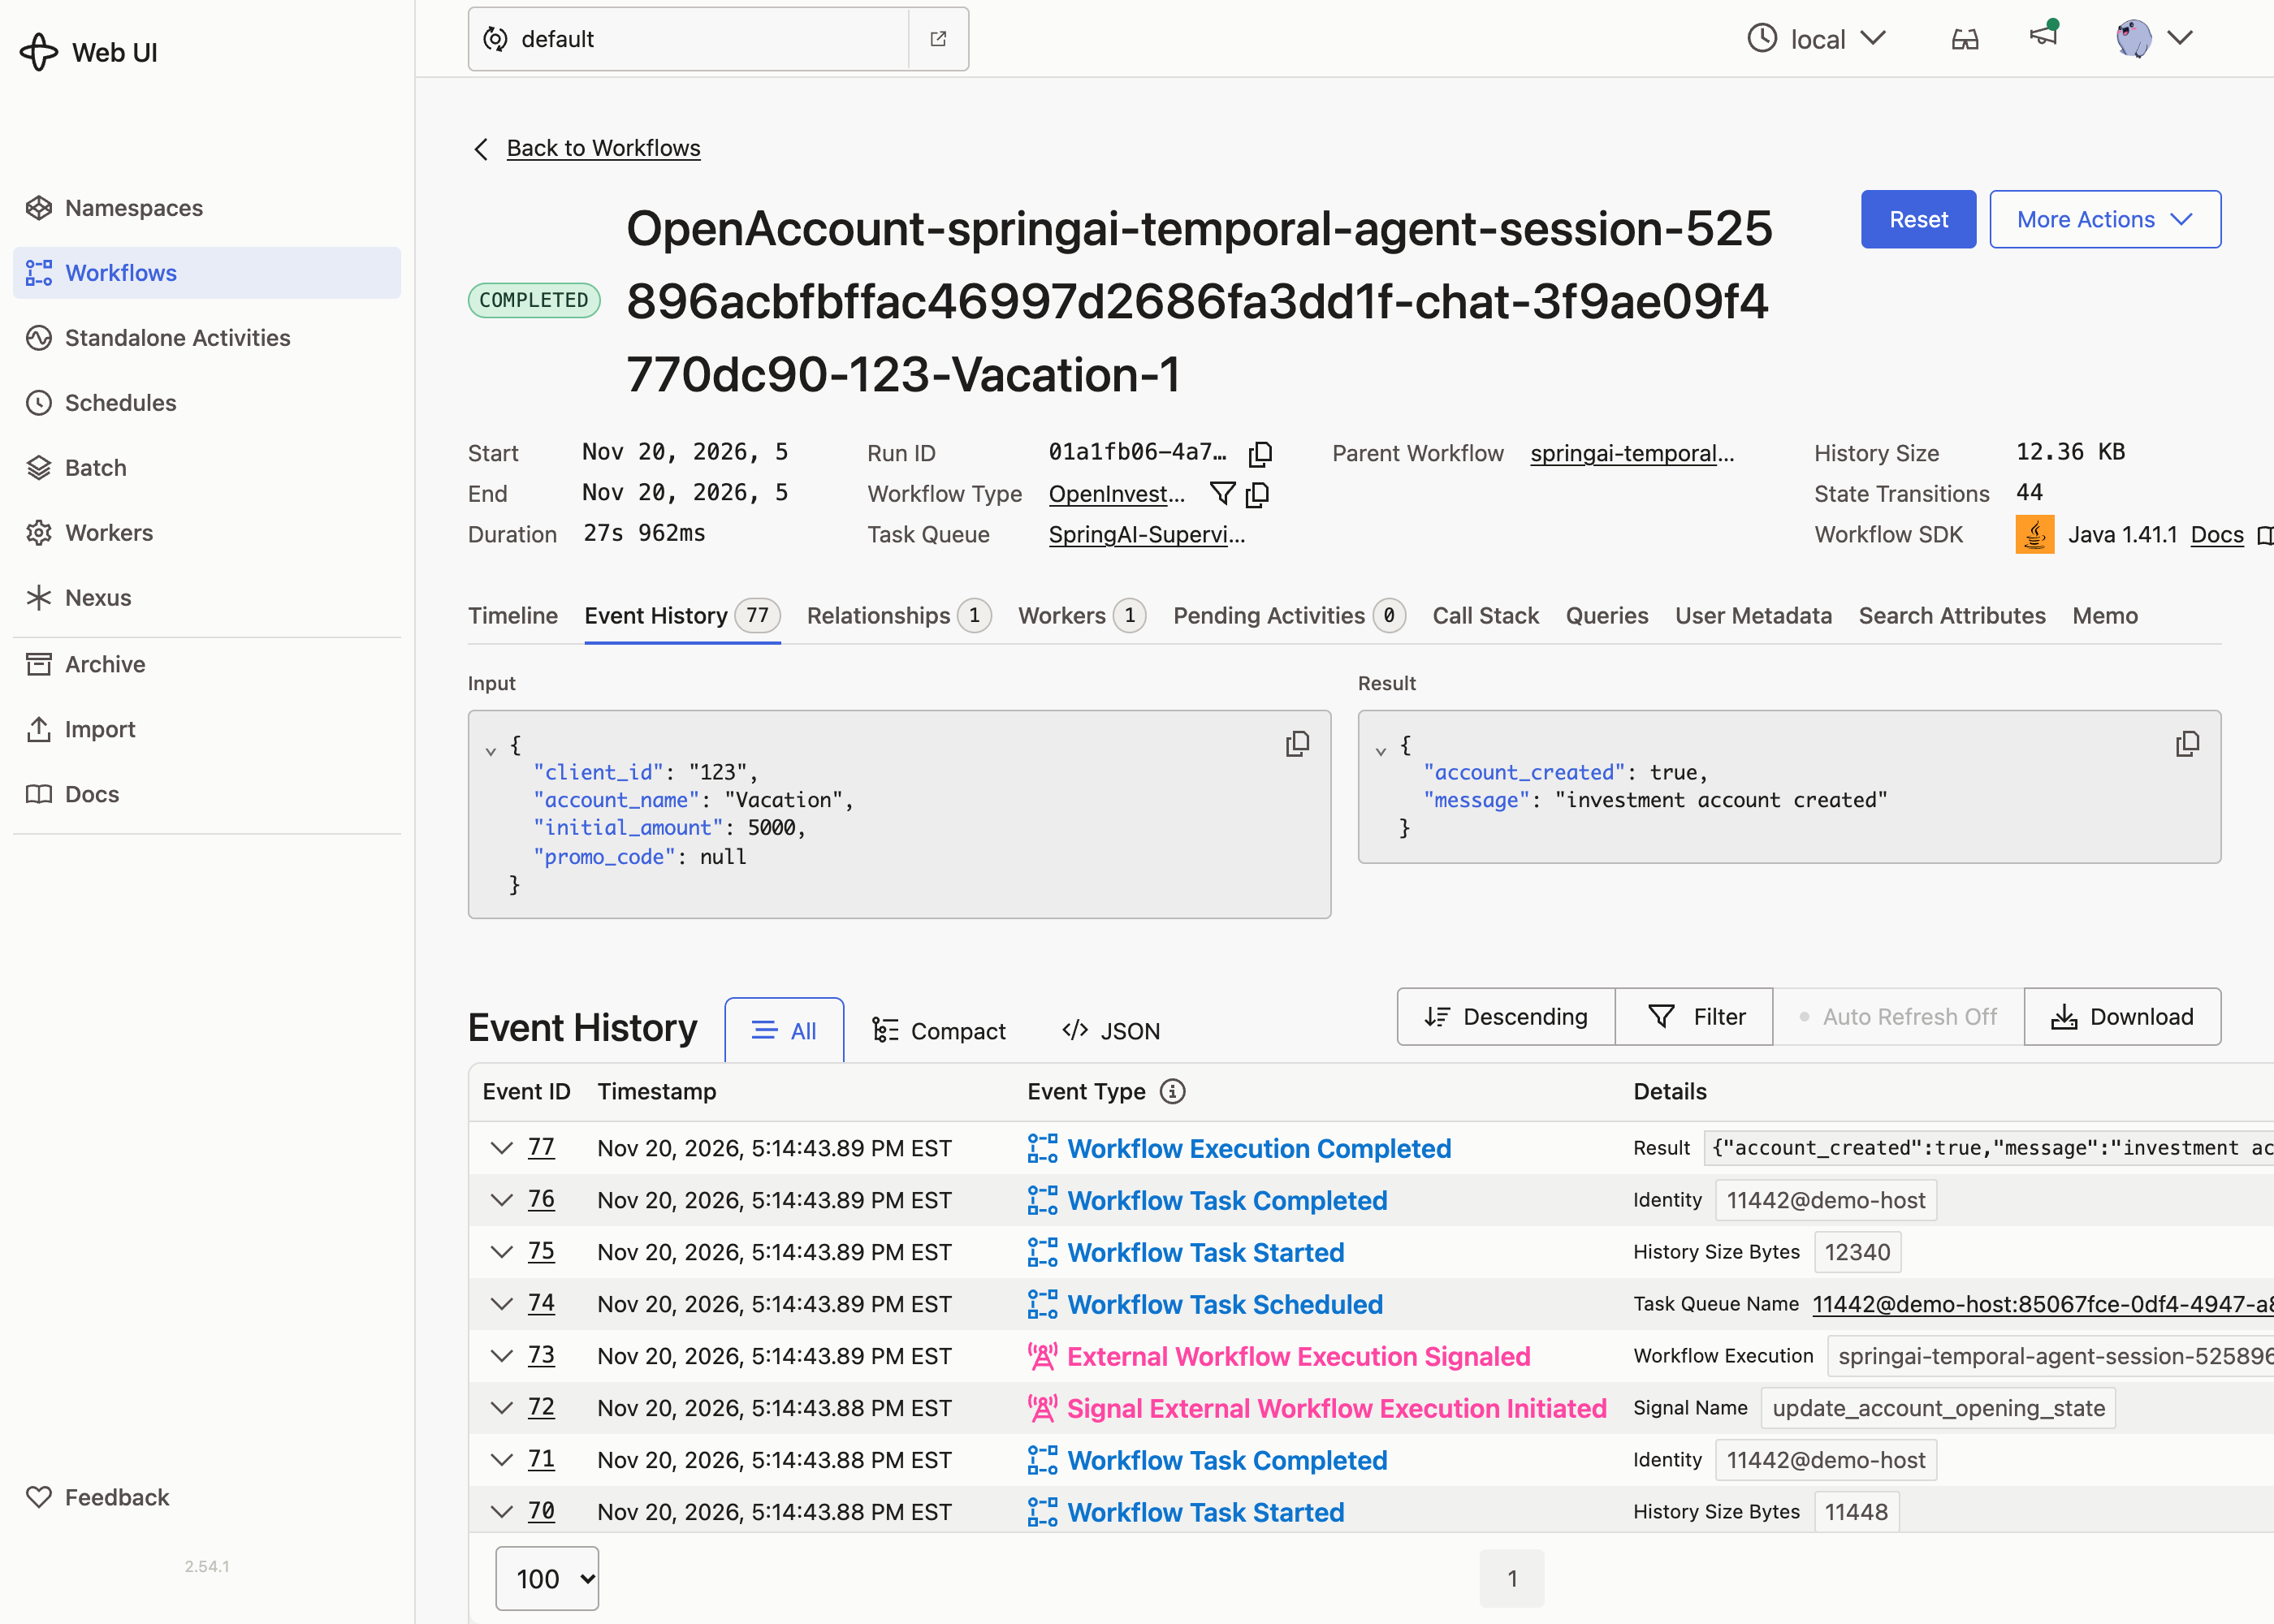 Web UI
default
local
Namespaces
Workflows
Standalone Activities
Schedules
Batch
Workers
Nexus
Archive
Import
Docs
Feedback
2.54.1
Back to Workflows
COMPLETED
OpenAccount-springai-temporal-agent-session-525
896acbfbffac46997d2686fa3dd1f-chat-3f9ae09f4
770dc90-123-Vacation-1
Reset
More Actions
Start Nov 20, 2026, 5
End Nov 20, 2026, 5
Duration 27s 962ms
Run ID 01a1fb06-4a7…
Workflow Type OpenInvest…
Task Queue SpringAI-Supervi…
Parent Workflow springai-temporal…
History Size 12.36 KB
State Transitions 44
Workflow SDK Java 1.41.1 Docs
Timeline Event History 77 Relationships 1 Workers 1 Pending Activities 0 Call Stack Queries User Metadata Search Attributes Memo
Input
{
"client_id": "123",
"account_name": "Vacation",
"initial_amount": 5000,
"promo_code": null
}
Result
{
"account_created": true,
"message": "investment account created"
}
Event History
All
Compact
JSON
Descending
Filter
Auto Refresh Off
Download
Event ID Timestamp Event Type Details
77 Nov 20, 2026, 5:14:43.89 PM EST Workflow Execution Completed Result {"account_created":true,"message":"investment ac
76 Nov 20, 2026, 5:14:43.89 PM EST Workflow Task Completed Identity 11442@demo-host
75 Nov 20, 2026, 5:14:43.89 PM EST Workflow Task Started History Size Bytes 12340
74 Nov 20, 2026, 5:14:43.89 PM EST Workflow Task Scheduled Task Queue Name 11442@demo-host:85067fce-0df4-4947-a8
73 Nov 20, 2026, 5:14:43.89 PM EST External Workflow Execution Signaled Workflow Execution springai-temporal-agent-session-525896
72 Nov 20, 2026, 5:14:43.88 PM EST Signal External Workflow Execution Initiated Signal Name update_account_opening_state
71 Nov 20, 2026, 5:14:43.88 PM EST Workflow Task Completed Identity 11442@demo-host
70 Nov 20, 2026, 5:14:43.88 PM EST Workflow Task Started History Size Bytes 11448
100
1